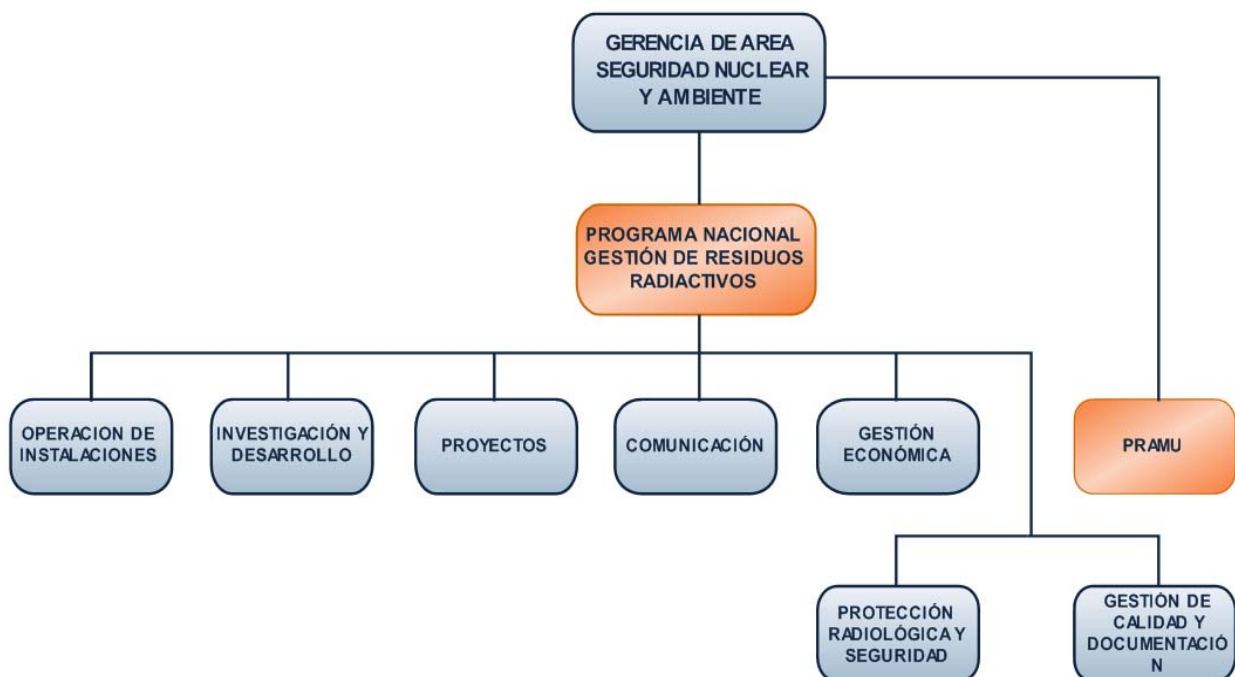 GERENCIA DE AREA
SEGURIDAD NUCLEAR
Y AMBIENTE
PROGRAMA NACIONAL
GESTIÓN DE RESIDUOS
RADIACTIVOS
OPERACION DE
INSTALACIONES
INVESTIGACIÓN Y
DESARROLLO
PROYECTOS
COMUNICACIÓN
GESTIÓN
ECONÓMICA
PRAMU
PROTECCIÓN
RADIOLÓGICA Y
SEGURIDAD
GESTIÓN DE
CALIDAD Y
DOCUMENTACIÓ
N